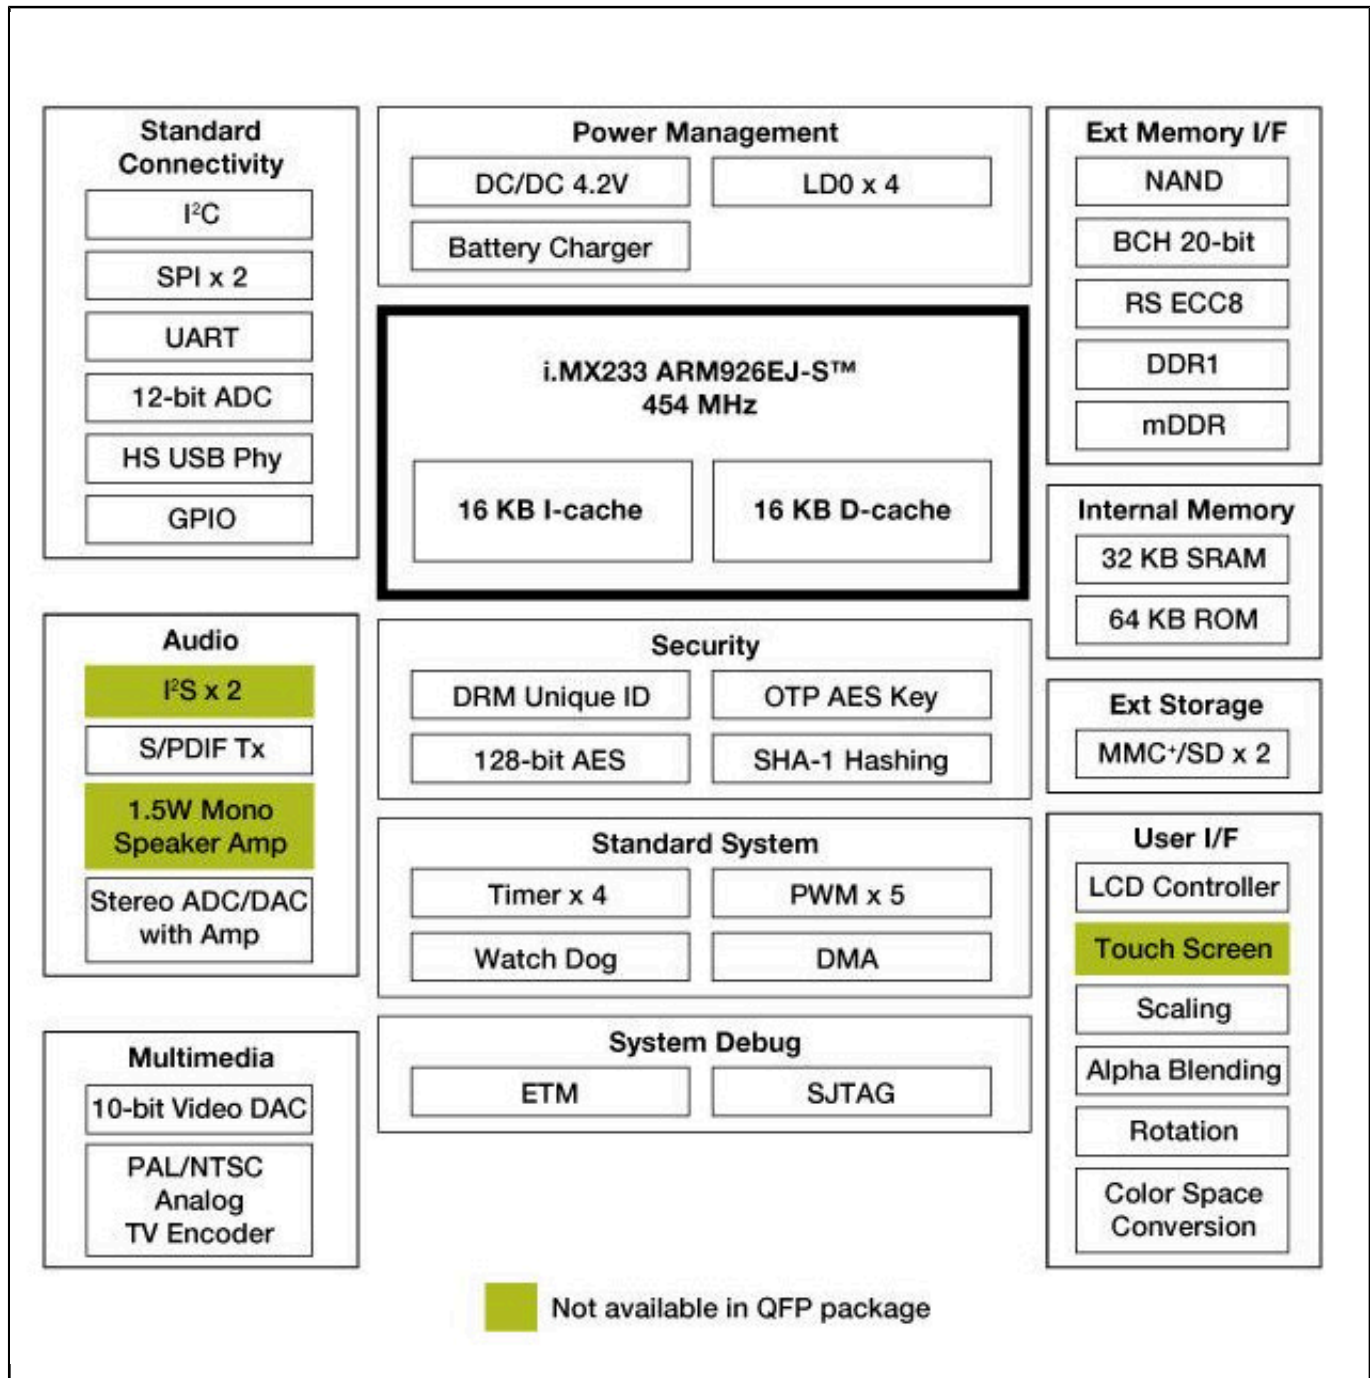 Standard
Connectivity
I²C
SPI x 2
UART
12-bit ADC
HS USB Phy
GPIO
Audio
I²S x 2
S/PDIF Tx
1.5W Mono
Speaker Amp
Stereo ADC/DAC
with Amp
Multimedia
10-bit Video DAC
PAL/NTSC
Analog
TV Encoder
Power Management
DC/DC 4.2V
LD0 x 4
Battery Charger
i.MX233 ARM926EJ-S™
454 MHz
16 KB I-cache
16 KB D-cache
Security
DRM Unique ID
OTP AES Key
128-bit AES
SHA-1 Hashing
Standard System
Timer x 4
PWM x 5
Watch Dog
DMA
System Debug
ETM
SJTAG
Ext Memory I/F
NAND
BCH 20-bit
RS ECC8
DDR1
mDDR
Internal Memory
32 KB SRAM
64 KB ROM
Ext Storage
MMC⁺/SD x 2
User I/F
LCD Controller
Touch Screen
Scaling
Alpha Blending
Rotation
Color Space
Conversion
Not available in QFP package